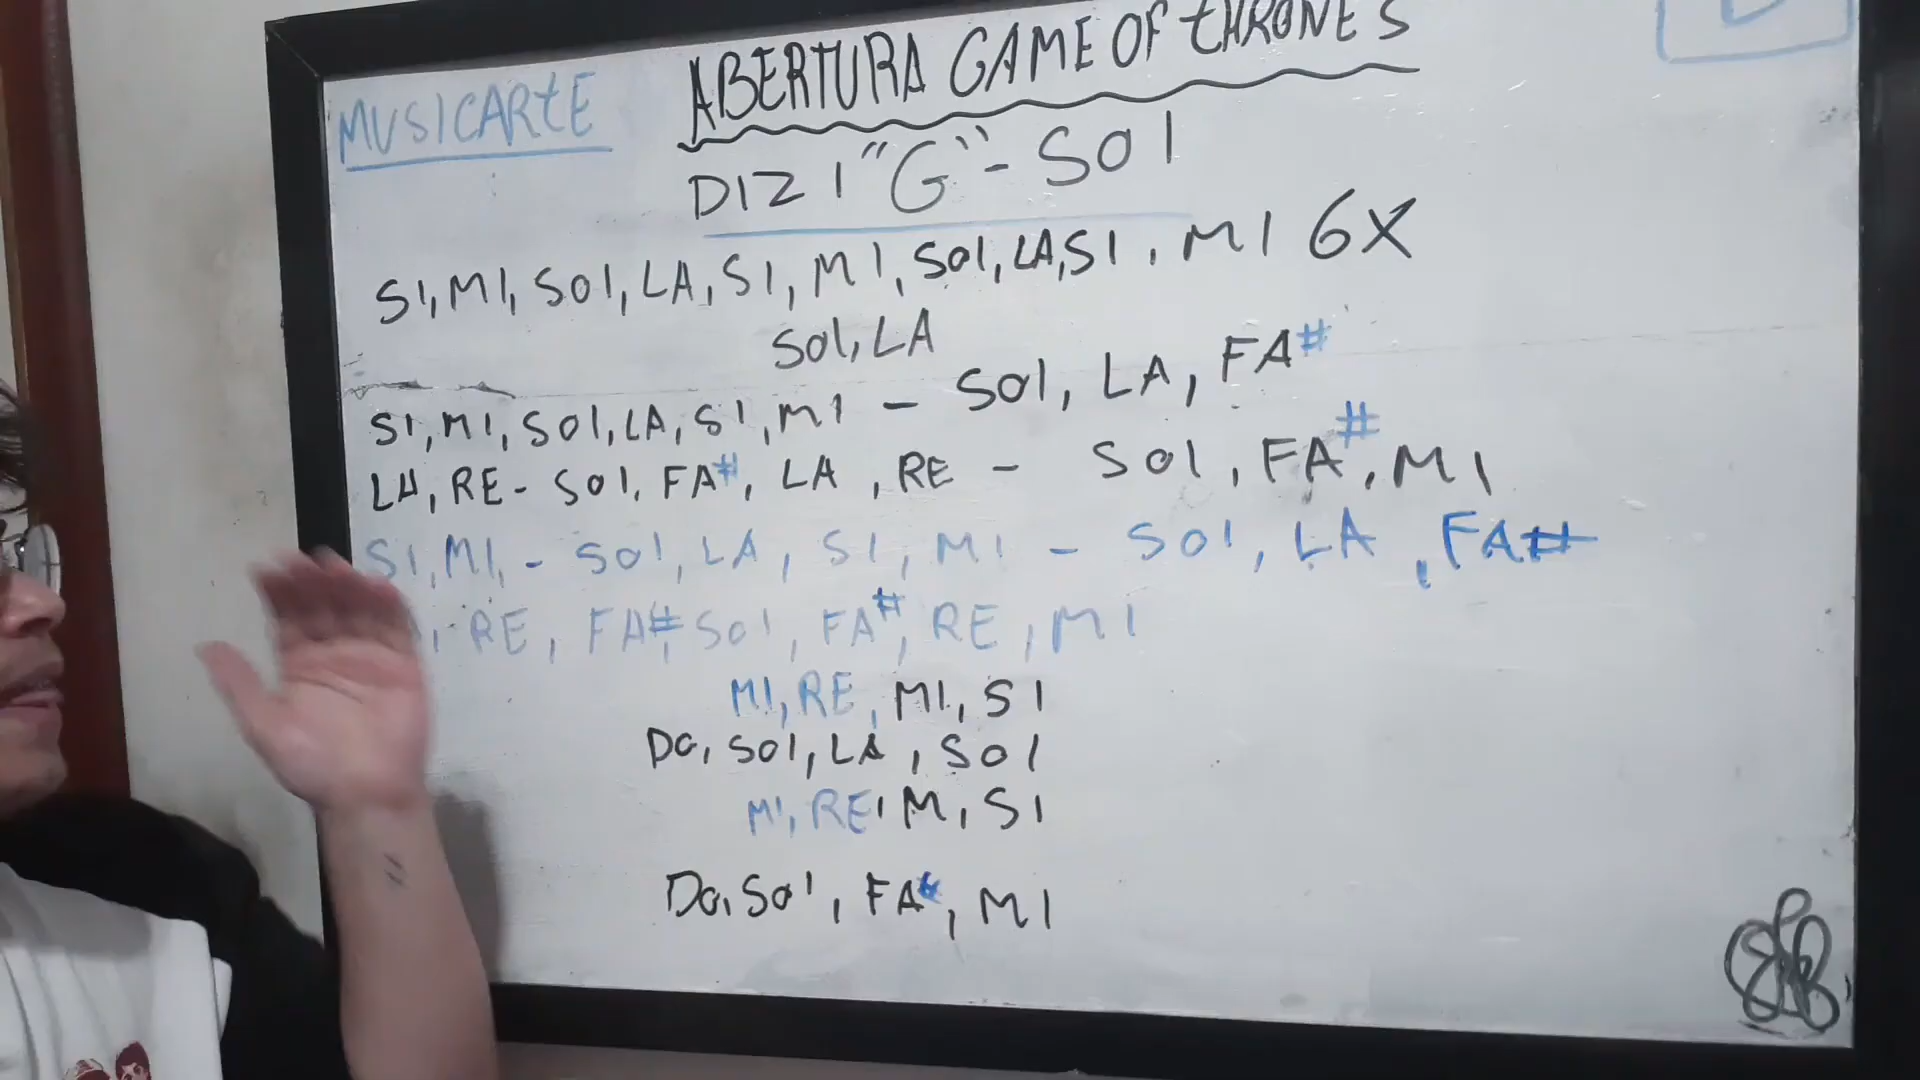 ABERTURA GAME OF THRONES
MUSICARTE
DIZI "G" - SOl
SI, MI, SOl, LA, SI, MI, SOl, LA, SI, MI 6X
SOl, LA
SI, MI, SOl, LA, SI, MI - SOl, LA, FA#
LA, RE - SOl, FA#, LA, RE - SOl, FA#, MI
SI, MI, - SOl, LA, SI, MI - SOl, LA, FA#
, RE, FA#, SOl, FA#, RE, MI
MI, RE, MI, SI
DO, SOl, LA, SOl
MI, RE, M, SI
DO, SOl, FA#, MI